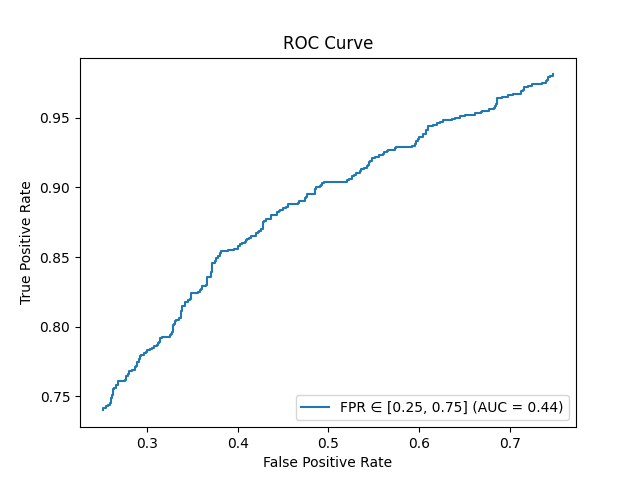 ROC Curve
True Positive Rate
0.95
0.90
0.85
0.80
0.75
FPR ∈ [0.25, 0.75] (AUC = 0.44)
0.3 0.4 0.5 0.6 0.7
False Positive Rate